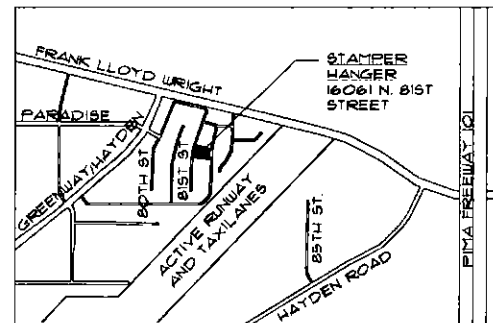 FRANK LLOYD WRIGHT
STAMPER
HANGER
16061 N. 81ST
STREET
PARADISE
GREENWAY/HAYDEN
80TH ST.
81ST ST
ACTIVE RUNWAY
AND TAXILANES
85TH ST.
HAYDEN ROAD
PIMA FREEWAY 101